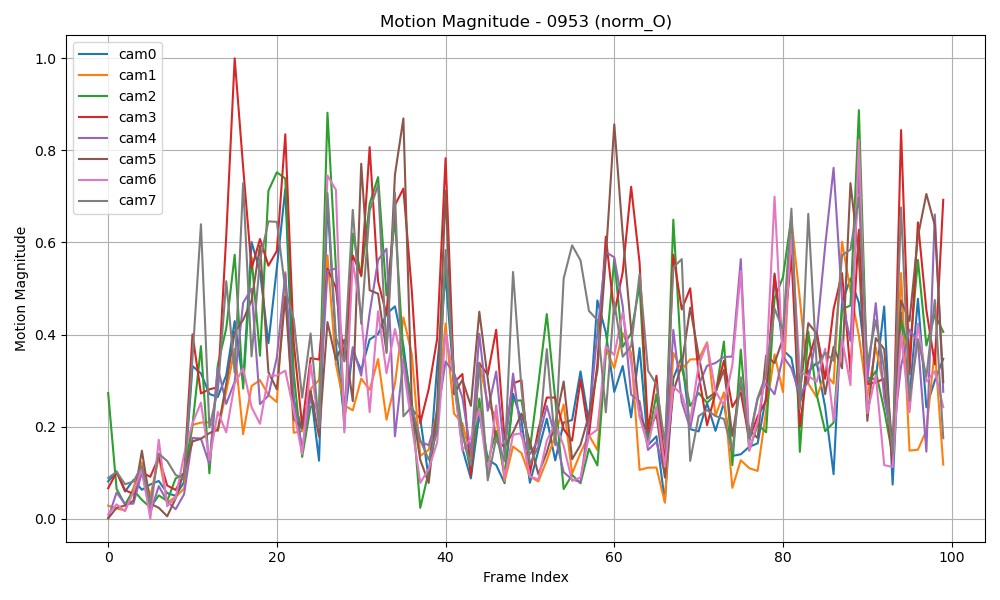 Motion Magnitude - 0953 (norm_O)
cam0
cam1
cam2
cam3
cam4
cam5
cam6
cam7
Motion Magnitude
1.0
0.8
0.6
0.4
0.2
0.0
0
20
40
60
80
100
Frame Index